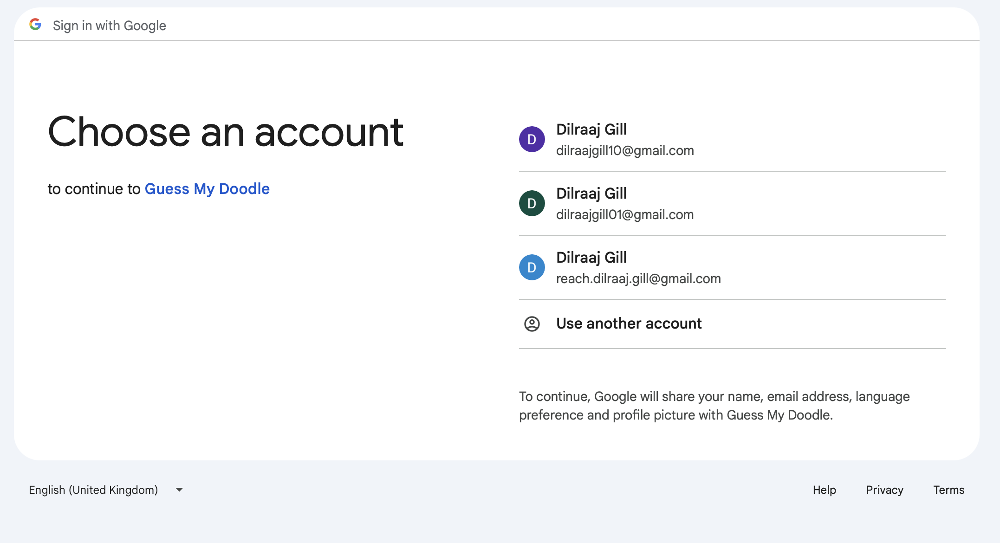 Sign in with Google
Choose an account
to continue to Guess My Doodle
D
Dilraaj Gill
dilraajgill10@gmail.com
D
Dilraaj Gill
dilraajgill01@gmail.com
D
Dilraaj Gill
reach.dilraaj.gill@gmail.com
Use another account
To continue, Google will share your name, email address, language
preference and profile picture with Guess My Doodle.
English (United Kingdom)
Help Privacy Terms